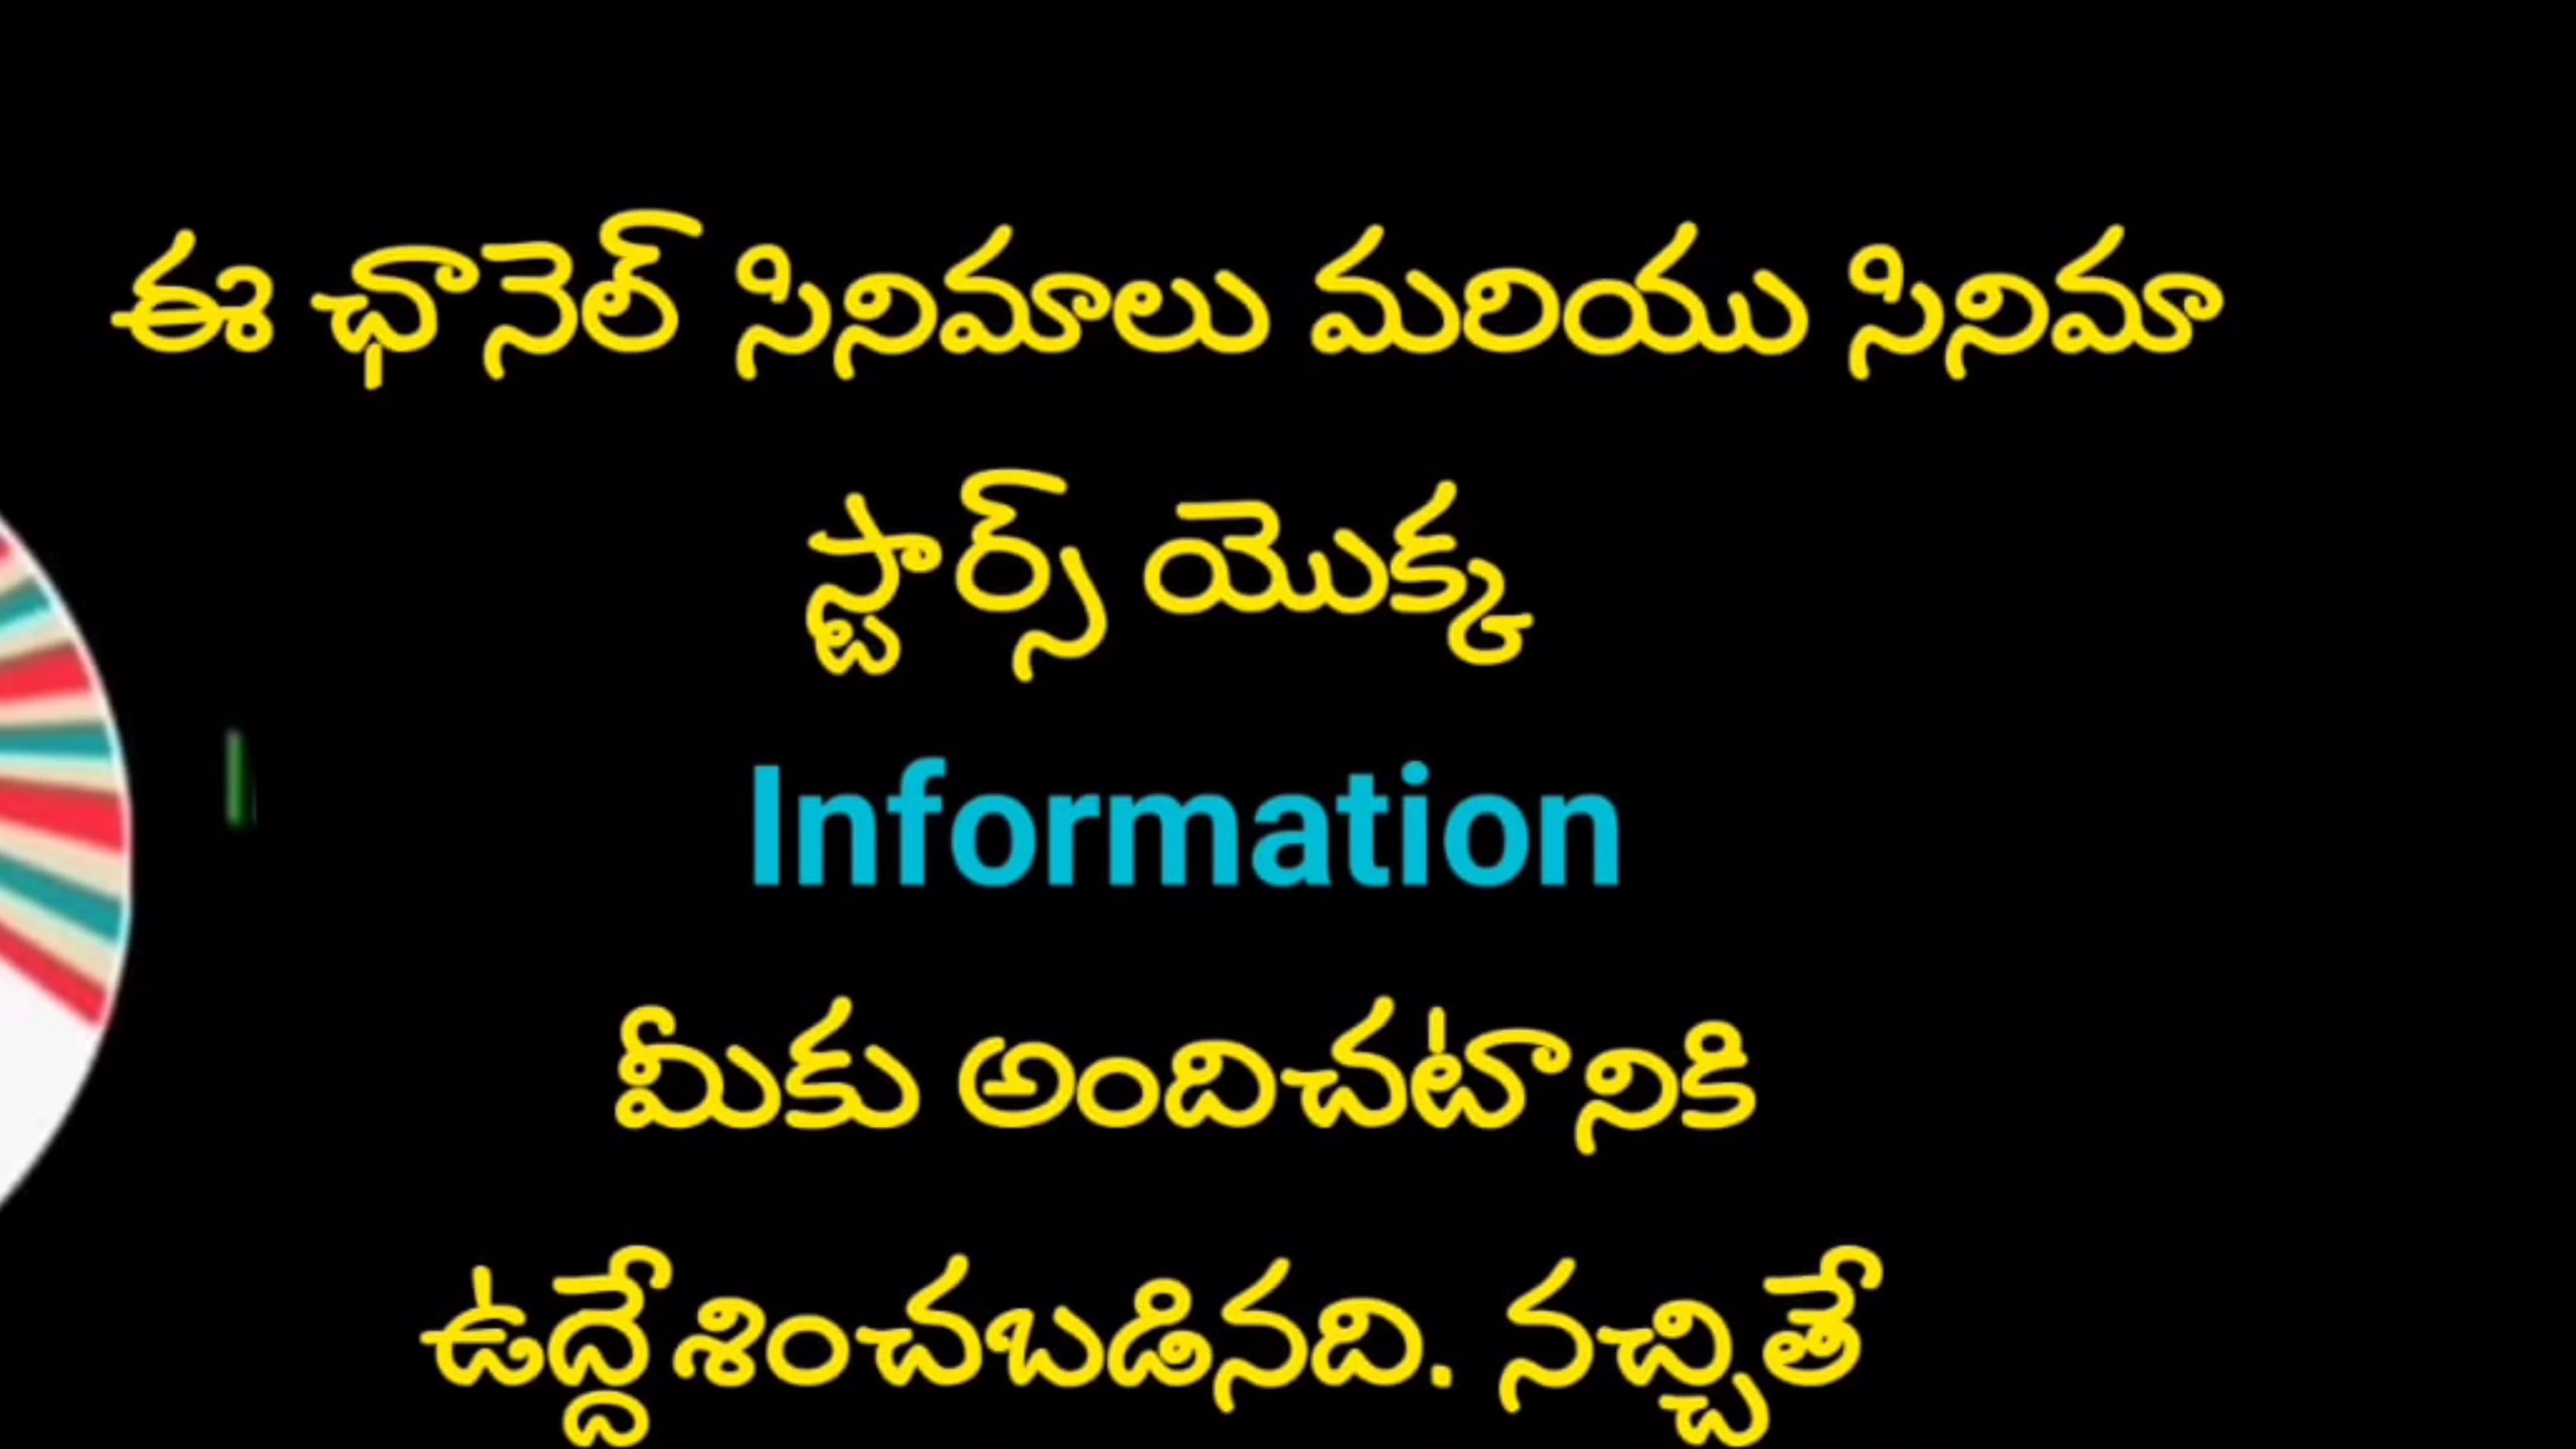 ఈ ఛానెల్ సినిమాలు మరియు సినిమా
స్టార్స్ యొక్క
Information
మీకు అందిచటానికి
ఉద్దేశించబడినది. నచ్చితే